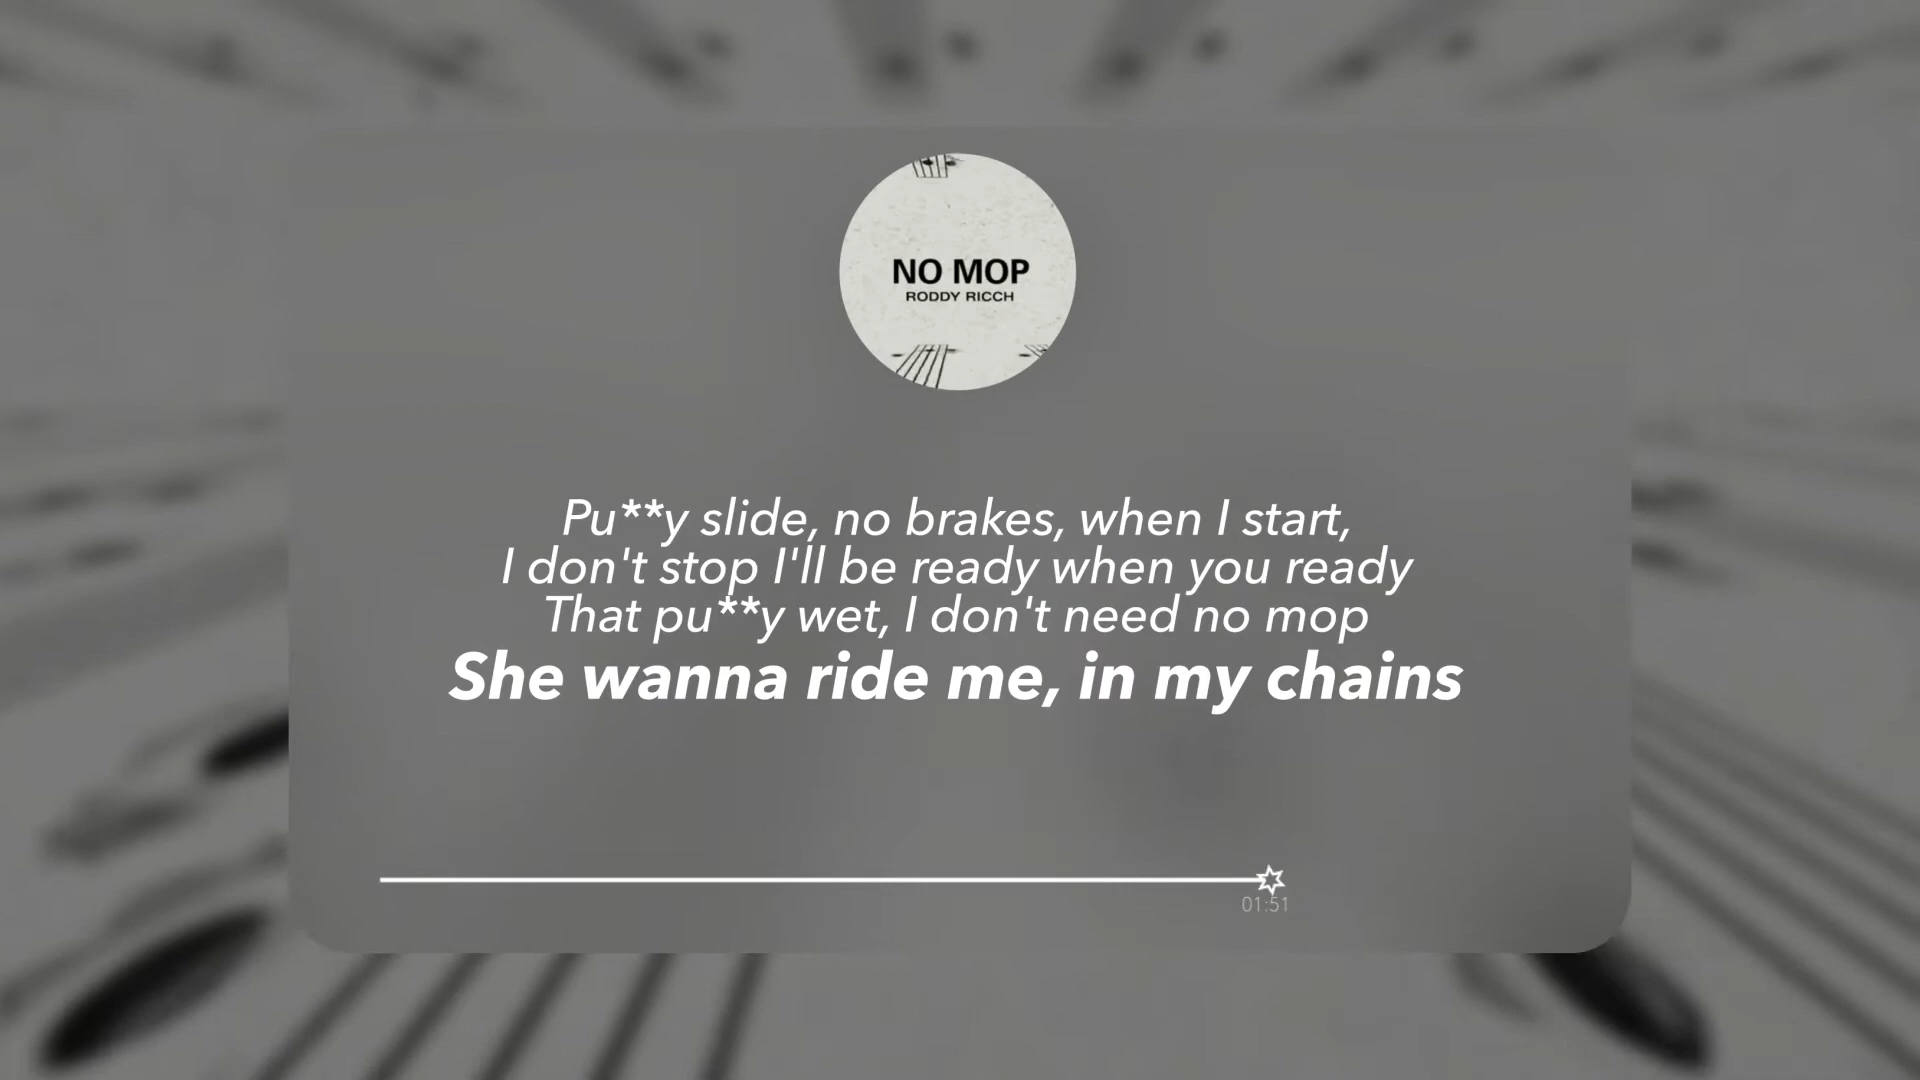 NO MOP
RODDY RICCH
Pu**y slide, no brakes, when I start,
I don't stop I'll be ready when you ready
That pu**y wet, I don't need no mop
She wanna ride me, in my chains
01:51